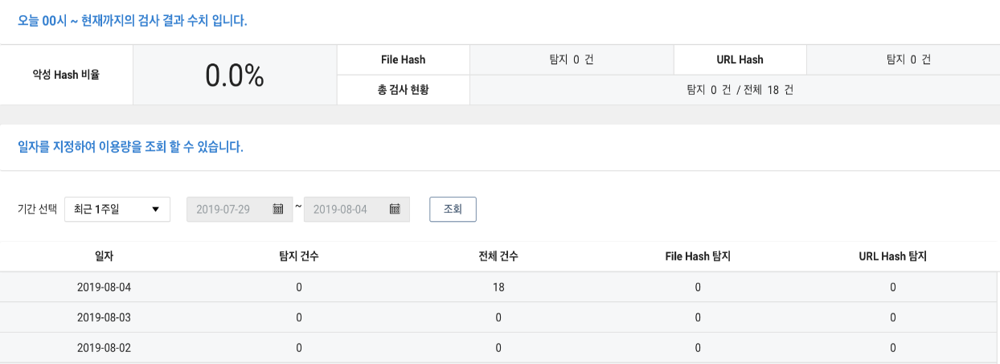 오늘 00시 ~ 현재까지의 검사 결과 수치 입니다.
악성 Hash 비율
0.0%
File Hash
탐지 0 건
URL Hash
탐지 0 건
총 검사 현황
탐지 0 건 / 전체 18 건
일자를 지정하여 이용량을 조회 할 수 있습니다.
기간 선택 최근 1주일 2019-07-29 ~ 2019-08-04 조회
일자 탐지 건수 전체 건수 File Hash 탐지 URL Hash 탐지
2019-08-04 0 18 0 0
2019-08-03 0 0 0 0
2019-08-02 0 0 0 0